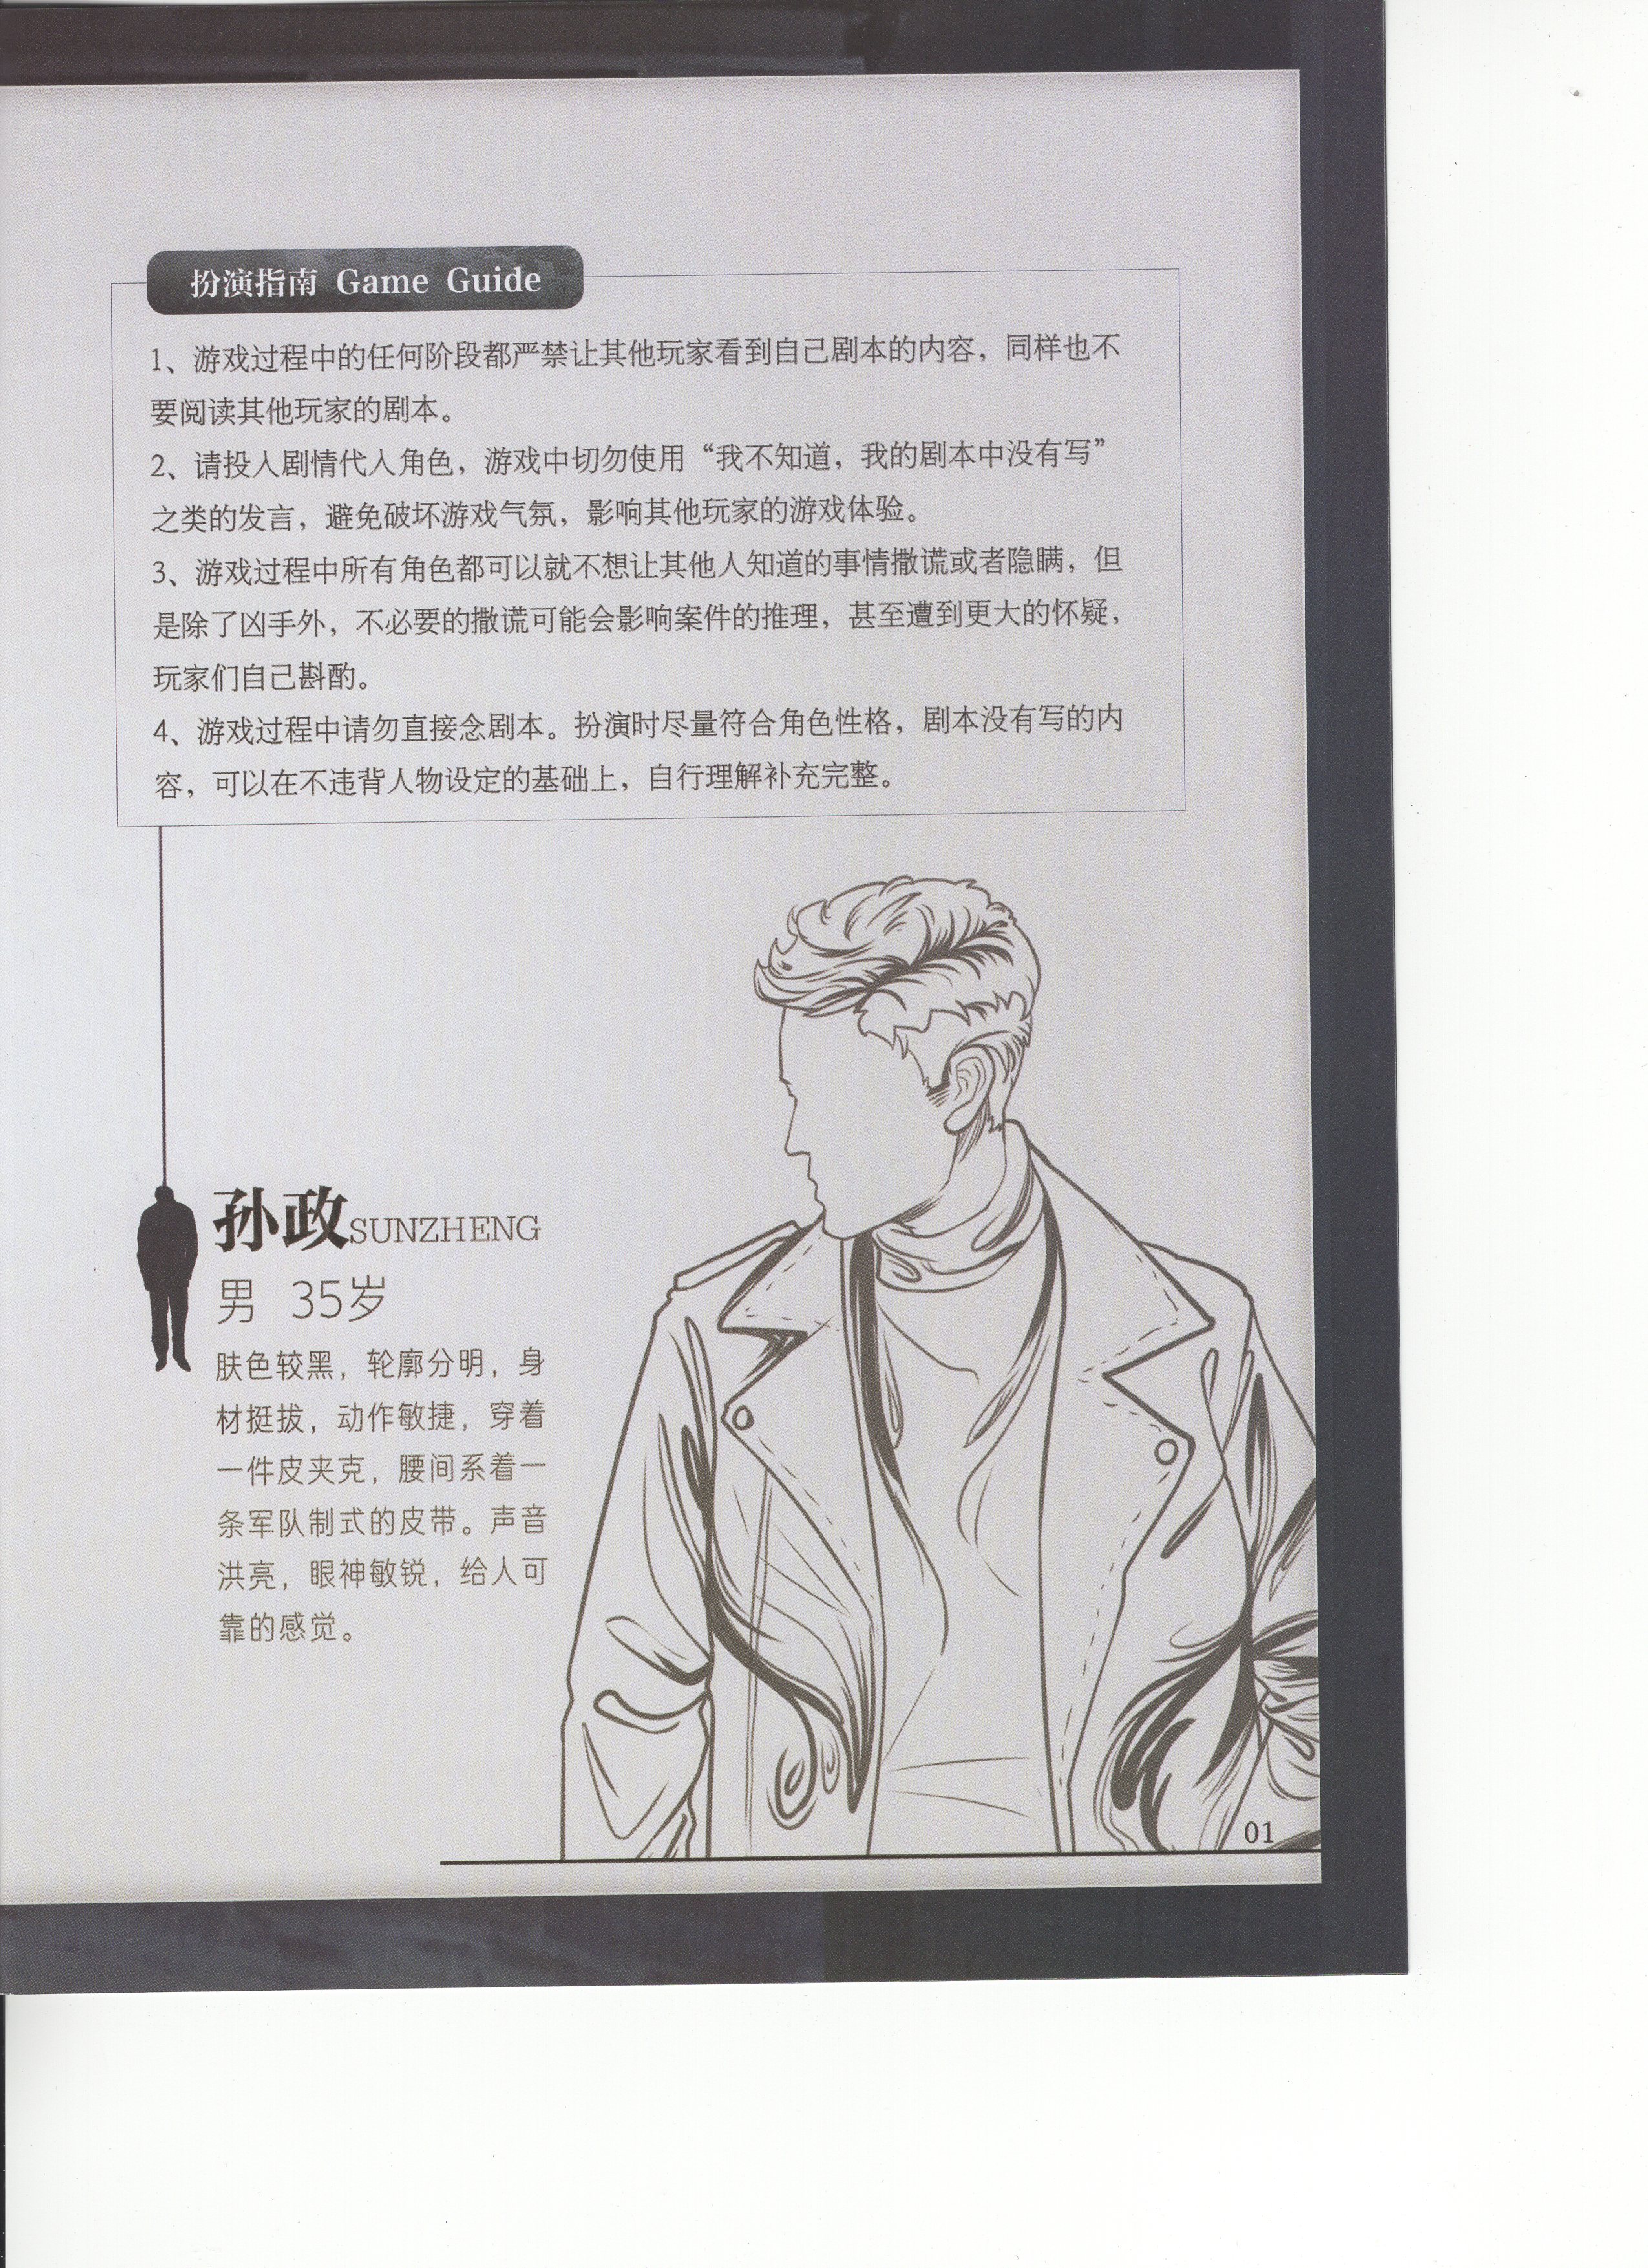 扮演指南 Game Guide
1、游戏过程中的任何阶段都严禁让其他玩家看到自己剧本的内容，同样也不
要阅读其他玩家的剧本。
2、请投入剧情代入角色，游戏中切勿使用“我不知道，我的剧本中没有写”
之类的发言，避免破坏游戏气氛，影响其他玩家的游戏体验。
3、游戏过程中所有角色都可以就不想让其他人知道的事情撒谎或者隐瞒，但
是除了凶手外，不必要的撒谎可能会影响案件的推理，甚至遭到更大的怀疑，
玩家们自己斟酌。
4、游戏过程中请勿直接念剧本。扮演时尽量符合角色性格，剧本没有写的内
容，可以在不违背人物设定的基础上，自行理解补充完整。
孙政SUNZHENG
男 35岁
肤色较黑，轮廓分明，身
材挺拔，动作敏捷，穿着
一件皮夹克，腰间系着一
条军队制式的皮带。声音
洪亮，眼神敏锐，给人可
靠的感觉。
01